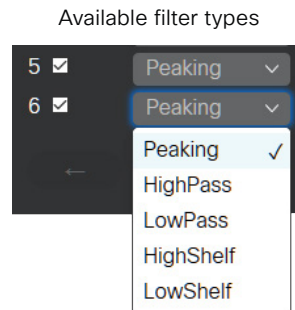 Available filter types
5 Peaking
6 Peaking
Peaking
HighPass
LowPass
HighShelf
LowShelf